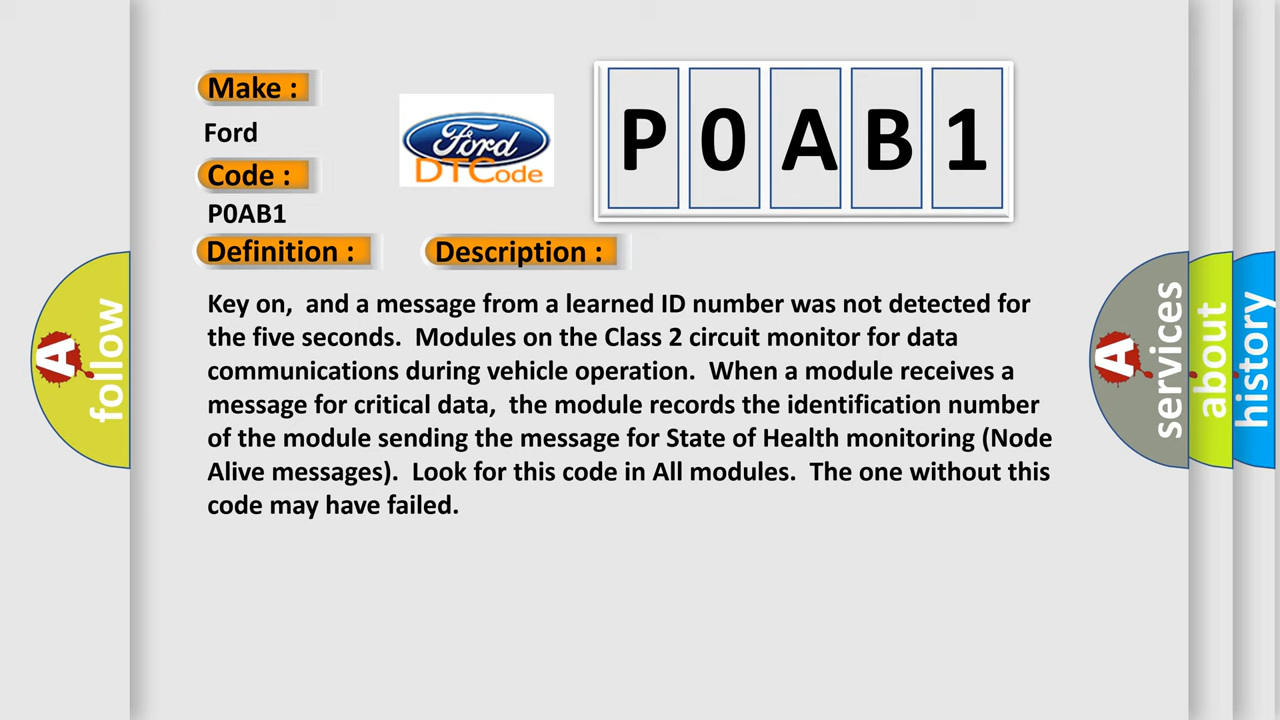 Make :
Ford
Code :
P0AB1
Definition :
Description :
Ford
DTCode
P0AB1
Key on,  and a message from a learned ID number was not detected for
the five seconds  Modules on the Class 2 circuit monitor for data
communications during vehicle operation  When a module receives a
message for critical data,  the module records the identification number
of the module sending the message for State of Health monitoring (Node
Alive messages)  Look for this code in All modules  The one without this
code may have failed.
A follow
A services
about
history